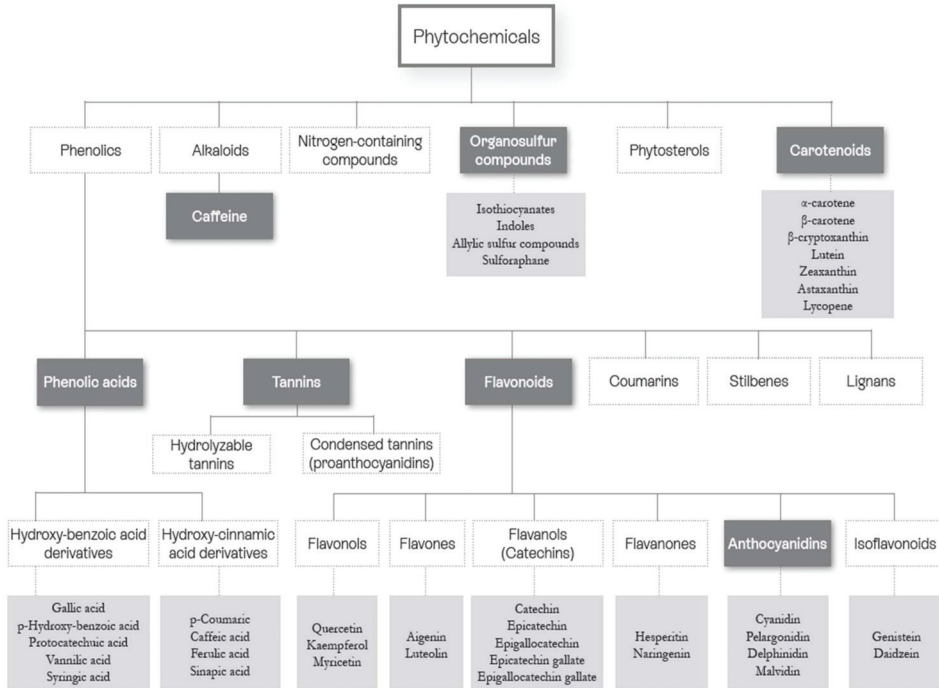 Phytochemicals
Phenolics
Alkaloids
Nitrogen-containing
compounds
Organosulfur
compounds
Phytosterols
Carotenoids
Caffeine
Isothiocyanates
Indoles
Allylic sulfur compounds
Sulforaphane
α-carotene
β-carotene
β-cryptoxanthin
Lutein
Zeaxanthin
Astaxanthin
Lycopene
Phenolic acids
Tannins
Flavonoids
Coumarins
Stilbenes
Lignans
Hydrolyzable
tannins
Condensed tannins
(proanthocyanidins)
Hydroxy-benzoic acid
derivatives
Hydroxy-cinnamic
acid derivatives
Flavonols
Flavones
Flavanols
(Catechins)
Flavanones
Anthocyanidins
Isoflavonoids
Gallic acid
p-Hydroxy-benzoic acid
Protocatechuic acid
Vannilic acid
Syringic acid
p-Coumaric
Caffeic acid
Ferulic acid
Sinapic acid
Quercetin
Kaempferol
Myricetin
Aigenin
Luteolin
Catechin
Epicatechin
Epigallocatechin
Epicatechin gallate
Epigallocatechin gallate
Hesperitin
Naringenin
Cyanidin
Pelargonidin
Delphinidin
Malvidin
Genistein
Daidzein